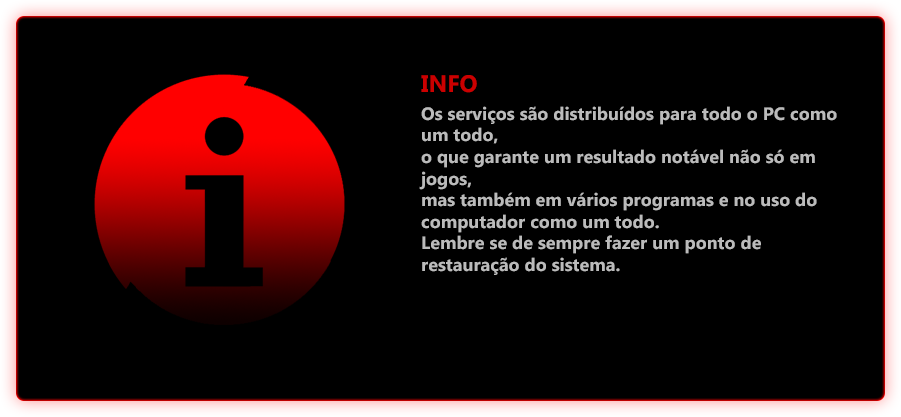 INFO
Os serviços são distribuídos para todo o PC como
um todo,
o que garante um resultado notável não só em
jogos,
mas também em vários programas e no uso do
computador como um todo.
Lembre se de sempre fazer um ponto de
restauração do sistema.